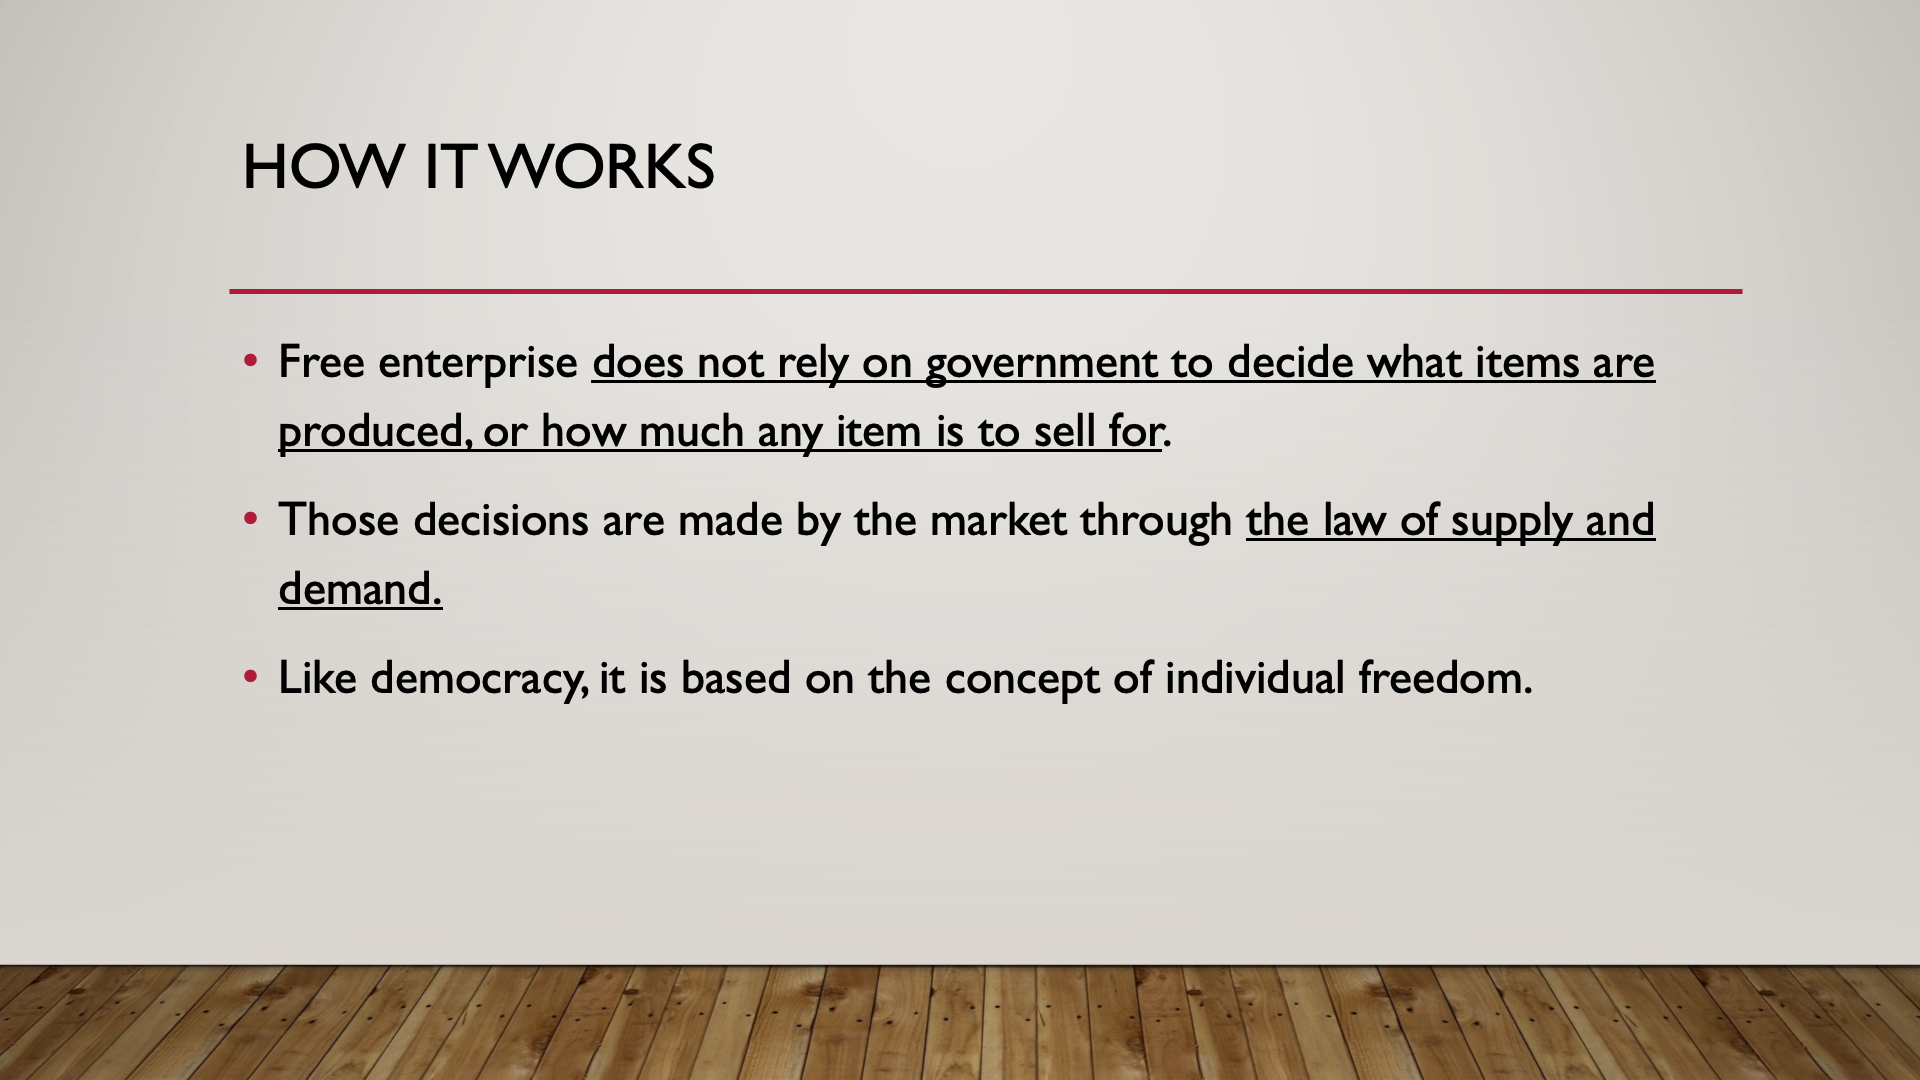 HOW IT WORKS
• Free enterprise does not rely on government to decide what items are
produced, or how much any item is to sell for.
• Those decisions are made by the market through the law of supply and
demand.
• Like democracy, it is based on the concept of individual freedom.